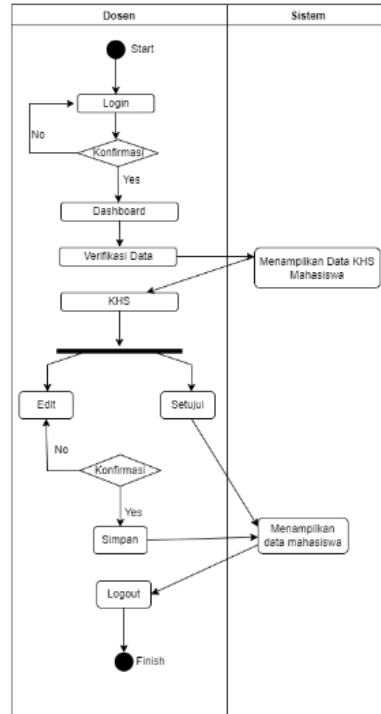 Dosen
Sistem
Start
Login
No
Konfirmasi
Yes
Dashboard
Verifikasi Data
Menampilkan Data KHS
Mahasiswa
KHS
Edit
Setujui
No
Konfirmasi
Yes
Simpan
Menampilkan
data mahasiswa
Logout
Finish